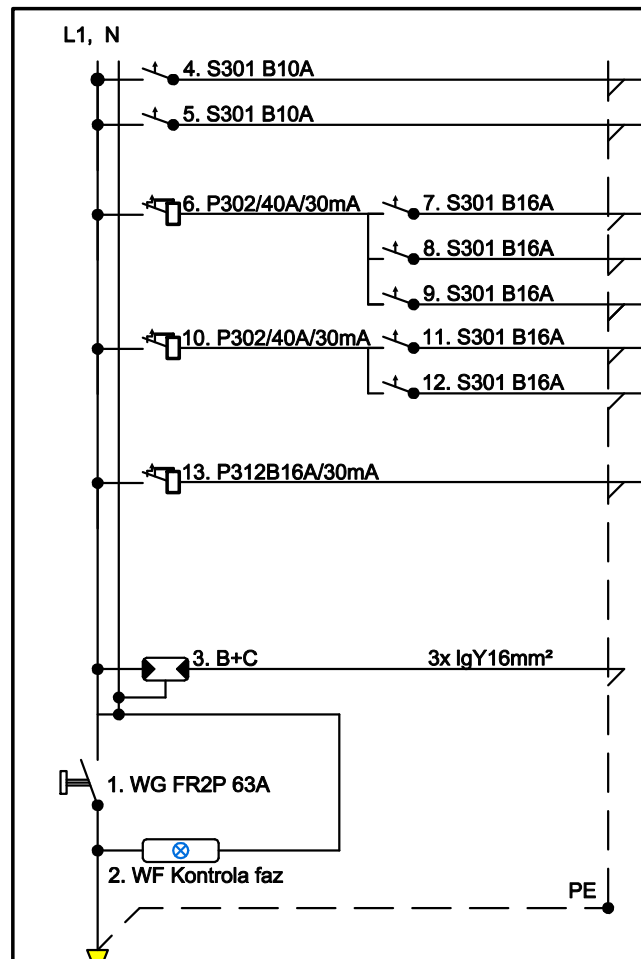 L1, N
4. S301 B10A
5. S301 B10A
6. P302/40A/30mA
7. S301 B16A
8. S301 B16A
9. S301 B16A
10. P302/40A/30mA
11. S301 B16A
12. S301 B16A
13. P312B16A/30mA
3. B+C
3x lgY16mm²
1. WG FR2P 63A
2. WF Kontrola faz
PE